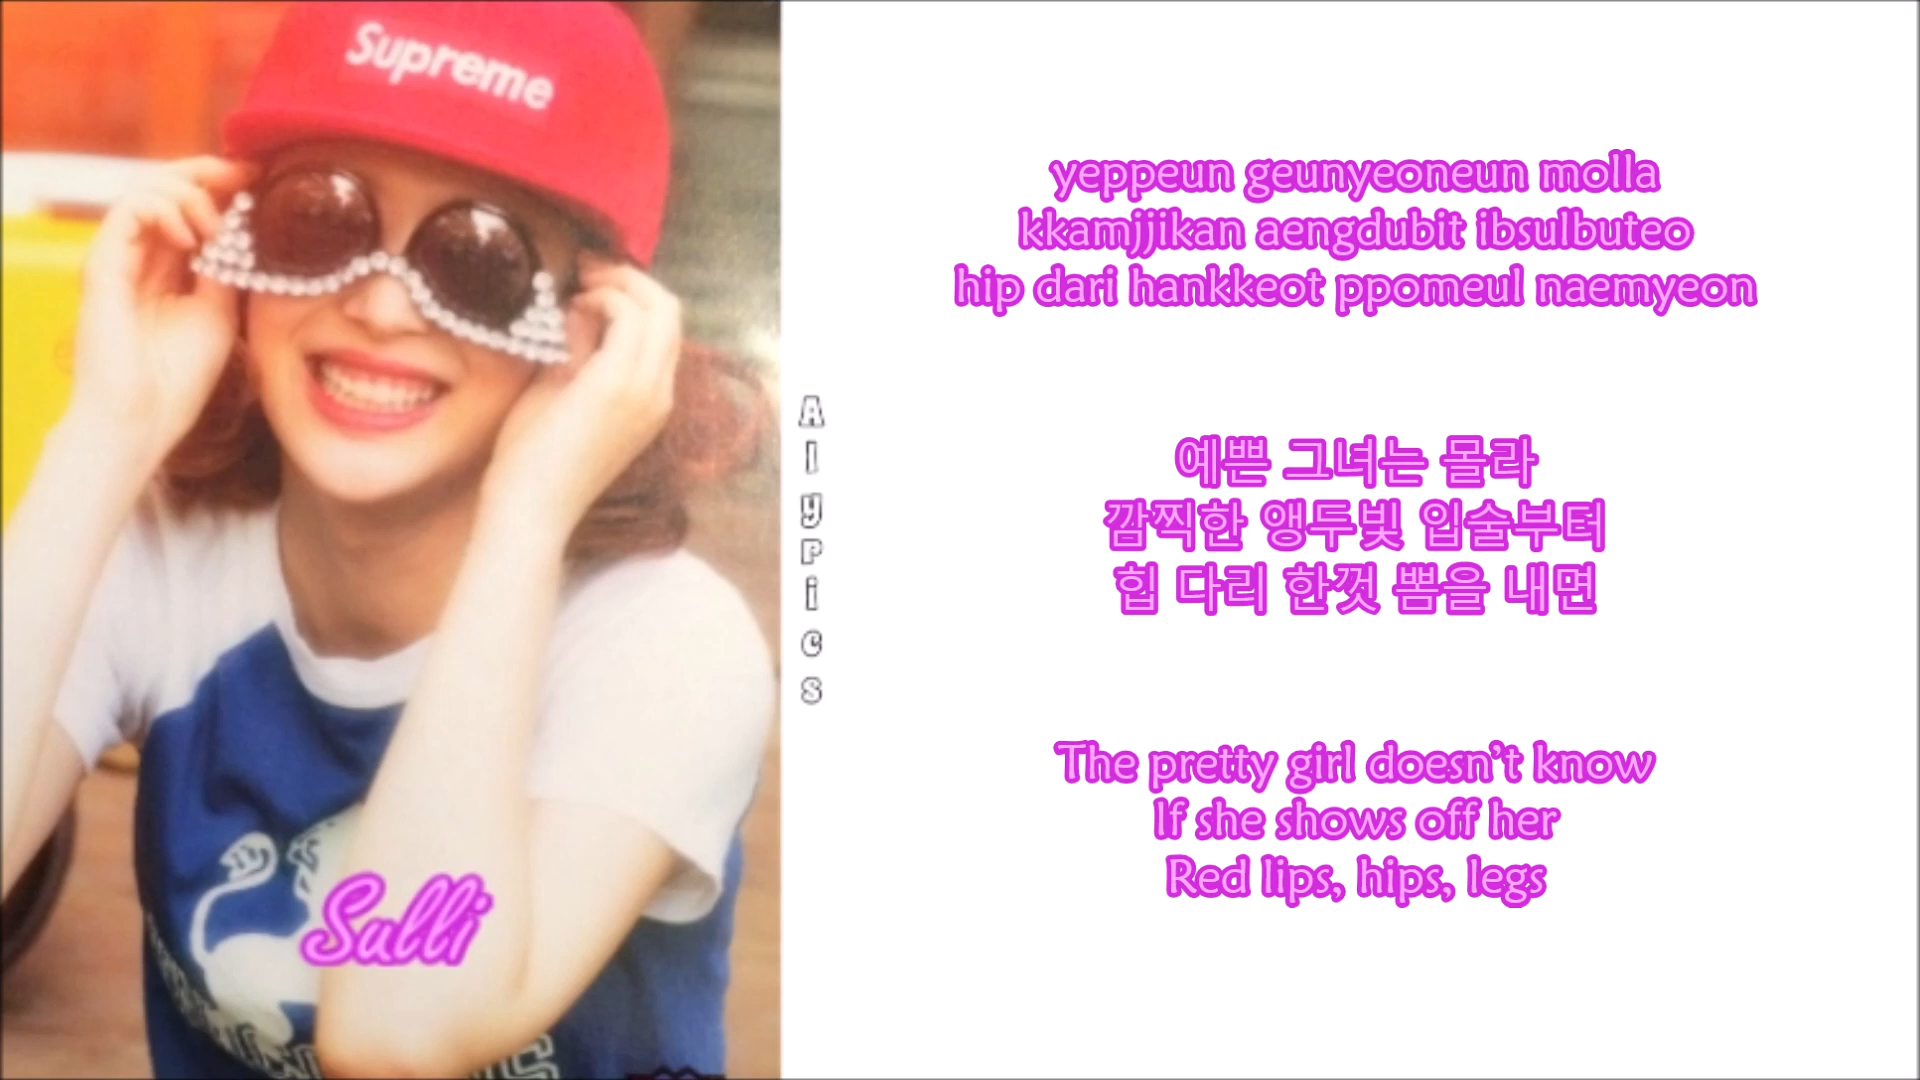 Supreme
Sulli
AlyPics
yeppeun geunyeoneun molla
kkamjjikan aengdubit ibsulbuteo
hip dari hankkeot ppomeul naemyeon
예쁜 그녀는 몰라
깜찍한 앵두빛 입술부터
힙 다리 한껏 뽐을 내면
The pretty girl doesn't know
If she shows off her
Red lips, hips, legs